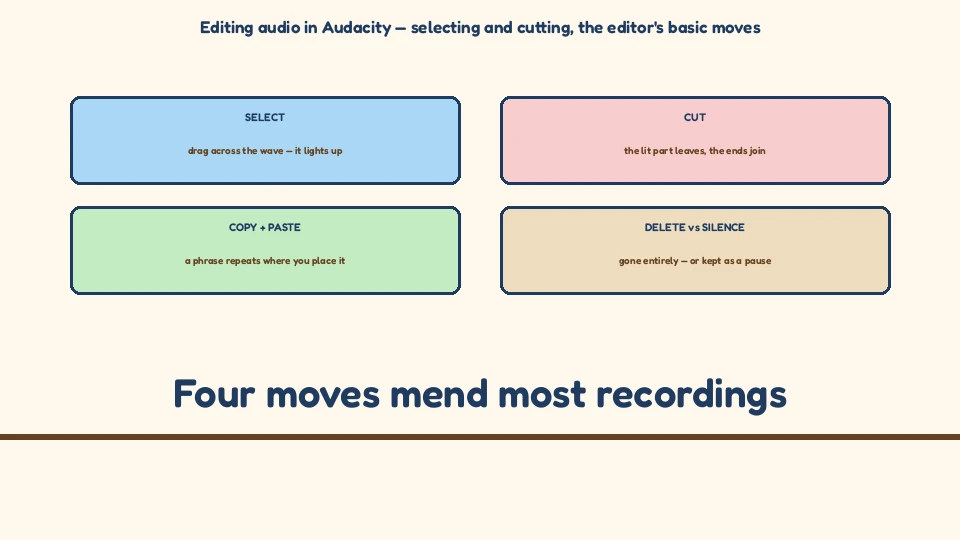 Editing audio in Audacity — selecting and cutting, the editor's basic moves
SELECT
drag across the wave — it lights up
CUT
the lit part leaves, the ends join
COPY + PASTE
a phrase repeats where you place it
DELETE vs SILENCE
gone entirely — or kept as a pause
Four moves mend most recordings